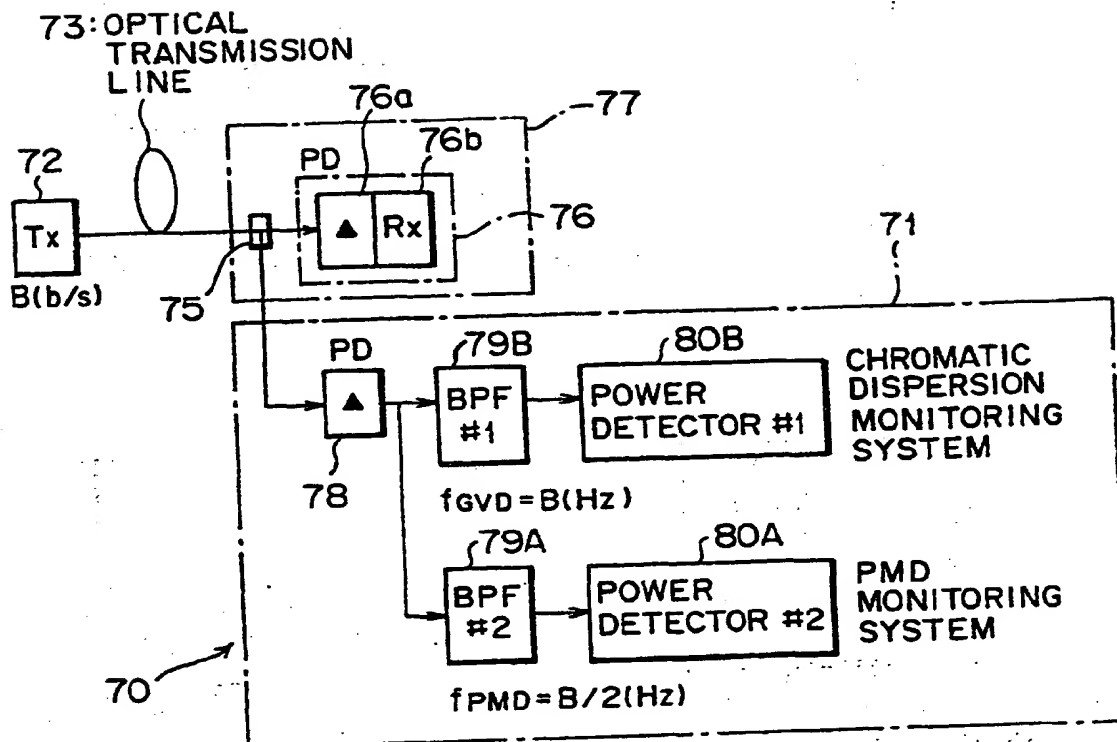 73: OPTICAL
TRANSMISSION
LINE
76a
77
76b
72
PD
Tx
Rx
76
B(b/s)
75
71
PD
79B
80B
BPF
#1
POWER
DETECTOR #1
CHROMATIC
DISPERSION
MONITORING
SYSTEM
78
fGVD=B(Hz)
79A
80A
BPF
#2
POWER
DETECTOR #2
PMD
MONITORING
SYSTEM
70
fPMD=B/2(Hz)